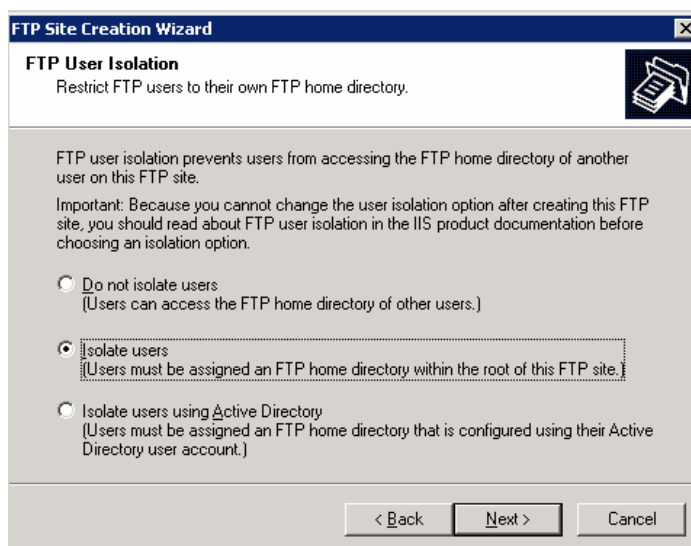 FTP Site Creation Wizard
FTP User Isolation
Restrict FTP users to their own FTP home directory.
FTP user isolation prevents users from accessing the FTP home directory of another
user on this FTP site.
Important: Because you cannot change the user isolation option after creating this FTP
site, you should read about FTP user isolation in the IIS product documentation before
choosing an isolation option.
Do not isolate users
(Users can access the FTP home directory of other users.)
Isolate users
(Users must be assigned an FTP home directory within the root of this FTP site.)
Isolate users using Active Directory
(Users must be assigned an FTP home directory that is configured using their Active
Directory user account.)
< Back Next > Cancel